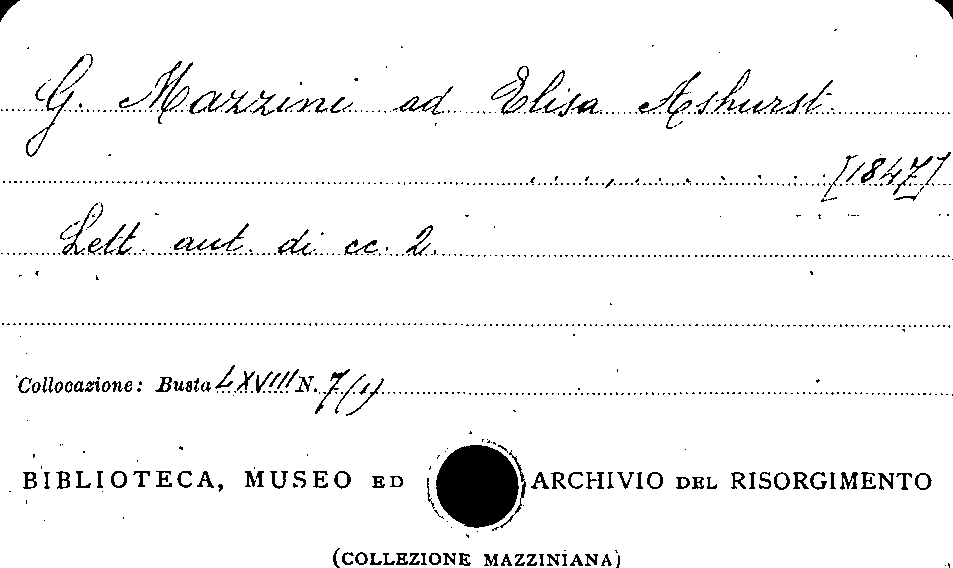 G. Mazzini ad Elisa Ashurst.
. . . , . . . . . . . [1847]
Lett. aut. di cc. 2.
Collocazione: Busta LXVIII N. 7(1)
BIBLIOTECA, MUSEO ED ARCHIVIO DEL RISORGIMENTO
(COLLEZIONE MAZZINIANA)